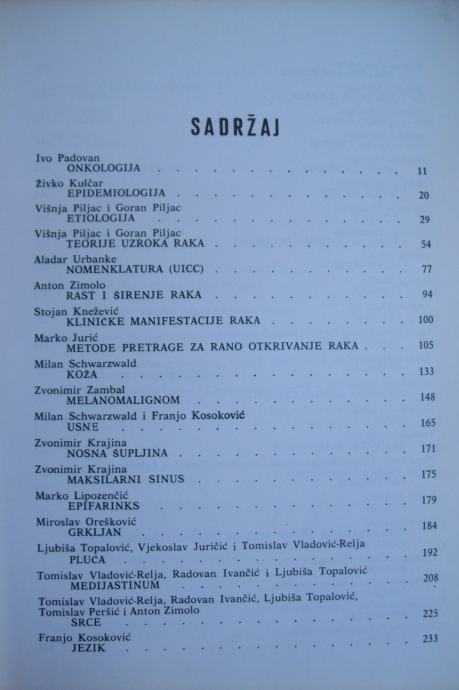 SADRŽAJ
Ivo Padovan
ONKOLOGIJA . . . . . . . . . . 11
Živko Kulčar
EPIDEMIOLOGIJA . . . . . . . . . 20
Višnja Piljac i Goran Piljac
ETIOLOGIJA . . . . . . . . . . 29
Višnja Piljac i Goran Piljac
TEORIJE UZROKA RAKA . . . . . . . . 54
Aladar Urbanke
NOMENKLATURA (UICC) . . . . . . . . 77
Anton Zimolo
RAST I ŠIRENJE RAKA . . . . . . . . 94
Stojan Knežević
KLINIČKE MANIFESTACIJE RAKA . . . . . . 100
Marko Jurić
METODE PRETRAGE ZA RANO OTKRIVANJE RAKA . . 105
Milan Schwarzwald
KOŽA . . . . . . . . . . . . 133
Zvonimir Zambal
MELANOMALIGNOM . . . . . . . . . 148
Milan Schwarzwald i Franjo Kosoković
USNE . . . . . . . . . . . . 165
Zvonimir Krajina
NOSNA ŠUPLJINA . . . . . . . . . 171
Zvonimir Krajina
MAKSILARNI SINUS . . . . . . . . . 175
Marko Lipozenčić
EPIFARINKS . . . . . . . . . . 179
Miroslav Orešković
GRKLJAN . . . . . . . . . . . 184
Ljubiša Topalović, Vjekoslav Juričić i Tomislav Vladović-Relja
PLUĆA . . . . . . . . . . . . 192
Tomislav Vladović-Relja, Radovan Ivančić i Ljubiša Topalović
MEDIJASTINUM . . . . . . . . . . 208
Tomislav Vladović-Relja, Radovan Ivančić, Ljubiša Topalović,
Tomislav Peršić i Anton Zimolo
SRCE . . . . . . . . . . . . 225
Franjo Kosoković
JEZIK . . . . . . . . . . . . 233